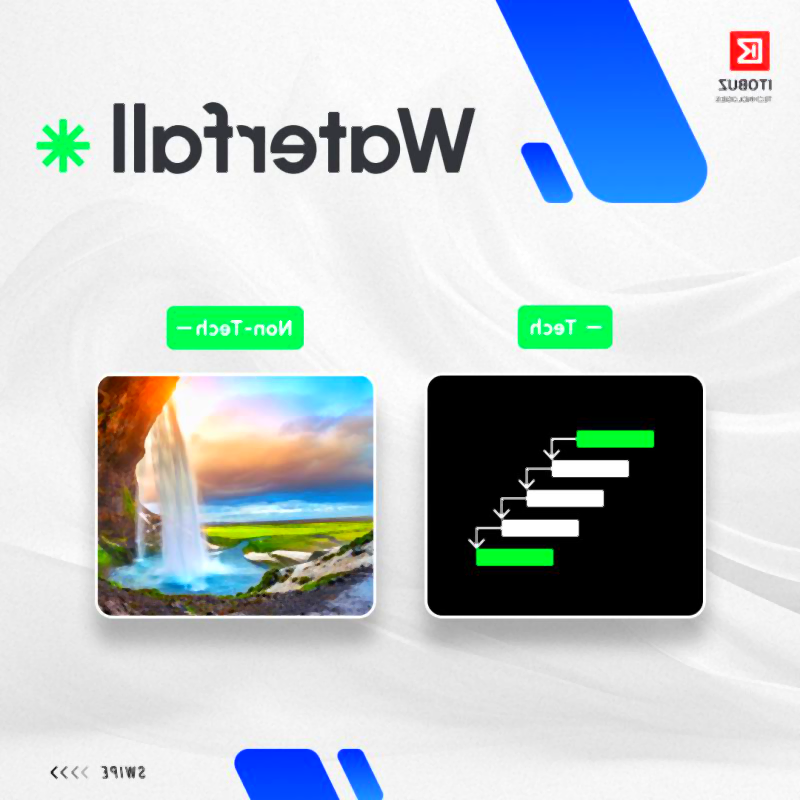 ITOBUZ
TECHNOLOGIES
Waterfall
— Tech
Non-Tech —
SWIPE >>>>